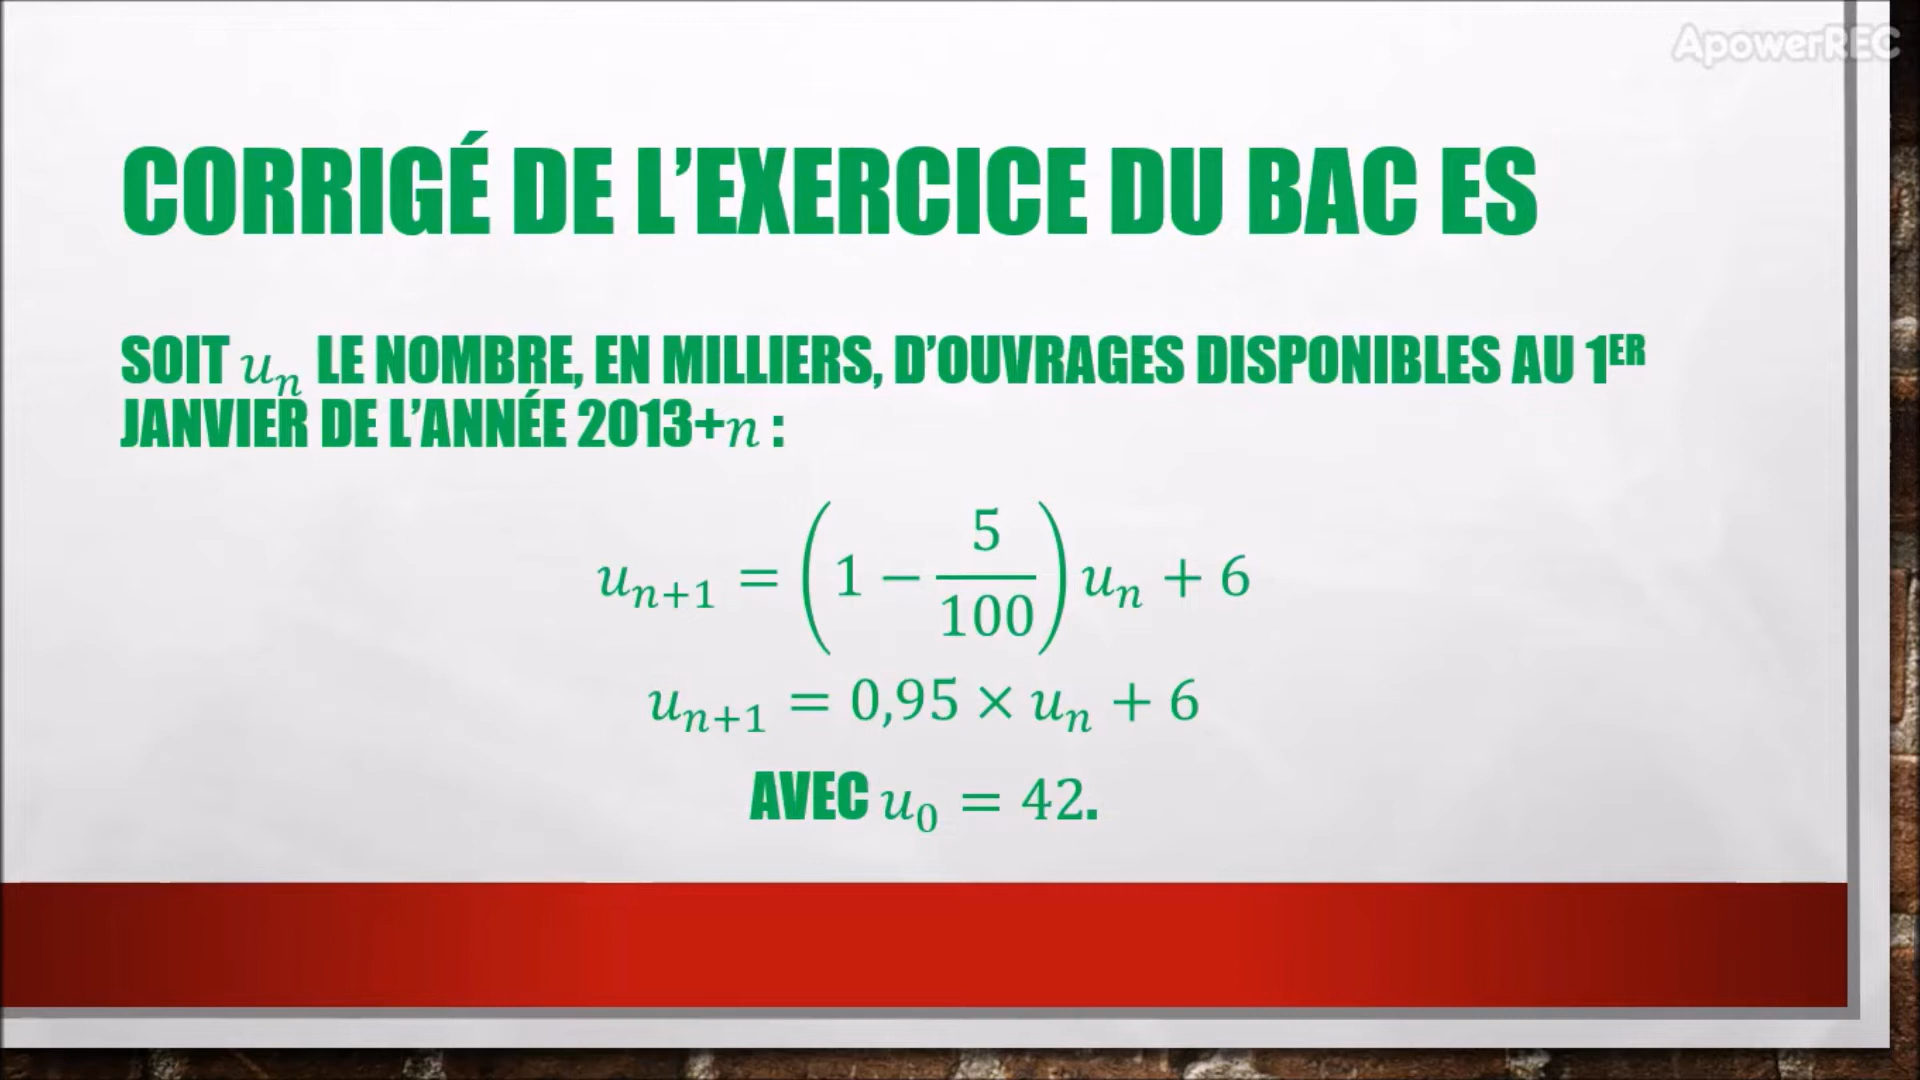 ApowerREC
CORRIGÉ DE L'EXERCICE DU BAC ES
SOIT uₙ LE NOMBRE, EN MILLIERS, D'OUVRAGES DISPONIBLES AU 1ER
JANVIER DE L'ANNÉE 2013+n :
uₙ₊₁ = (1 − 5/100) uₙ + 6
uₙ₊₁ = 0,95 × uₙ + 6
AVEC u₀ = 42.